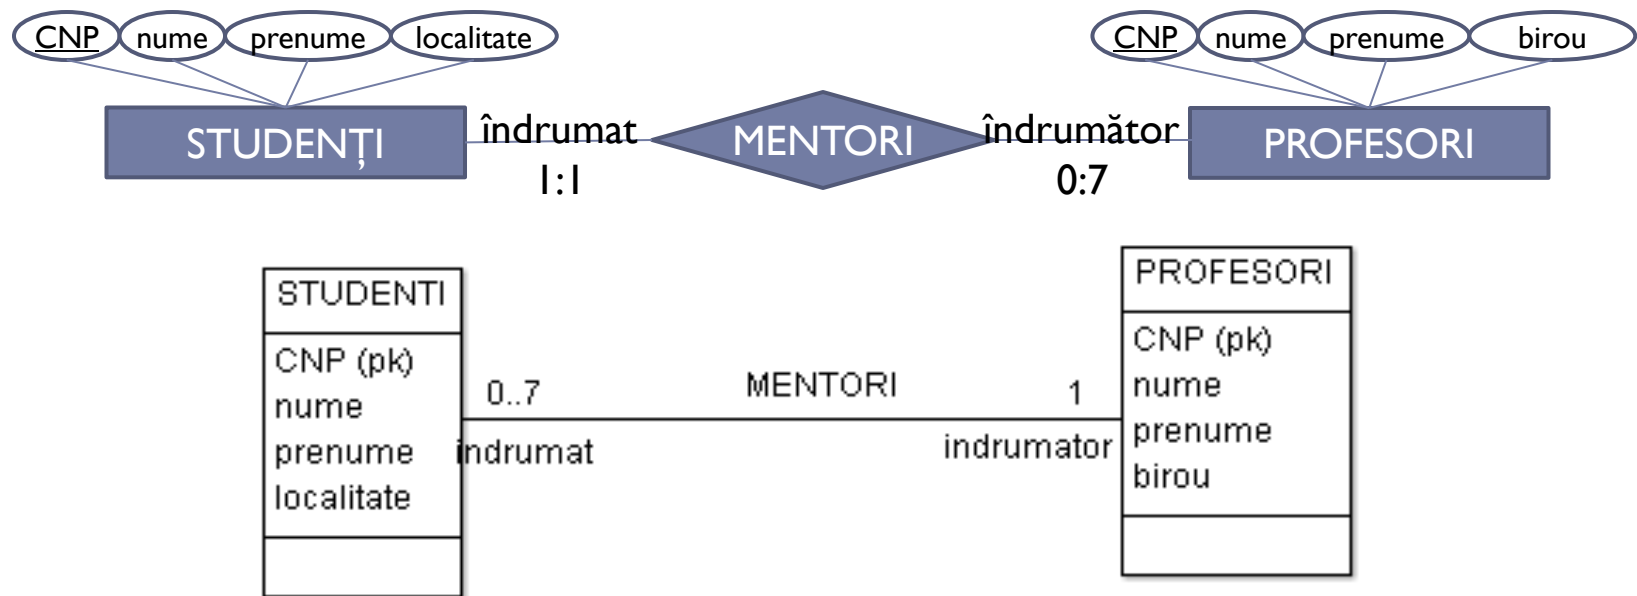 CNP nume prenume localitate CNP nume prenume birou
STUDENȚI îndrumat MENTORI îndrumător PROFESORI
1:1 0:7
STUDENTI
CNP (pk)
nume
prenume
localitate
0..7 MENTORI 1
indrumat indrumator
PROFESORI
CNP (pk)
nume
prenume
birou